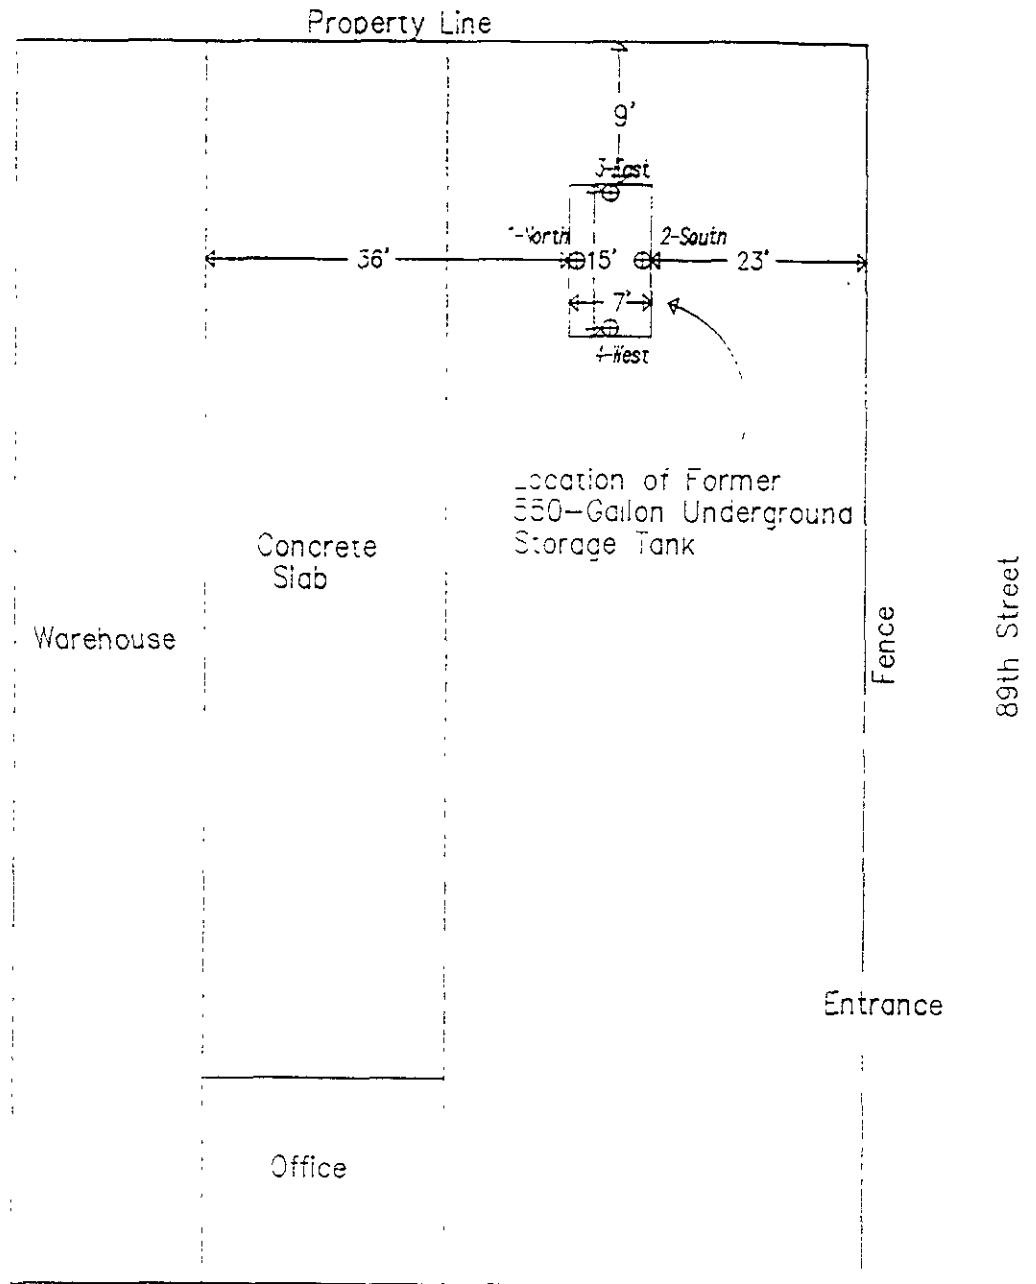 Property Line
9'
3-East
1-North
2-South
36'
15'
23'
7'
4-West
Location of Former
550-Gallon Underground
Storage Tank
Concrete
Slab
Warehouse
Fence
89th Street
Entrance
Office